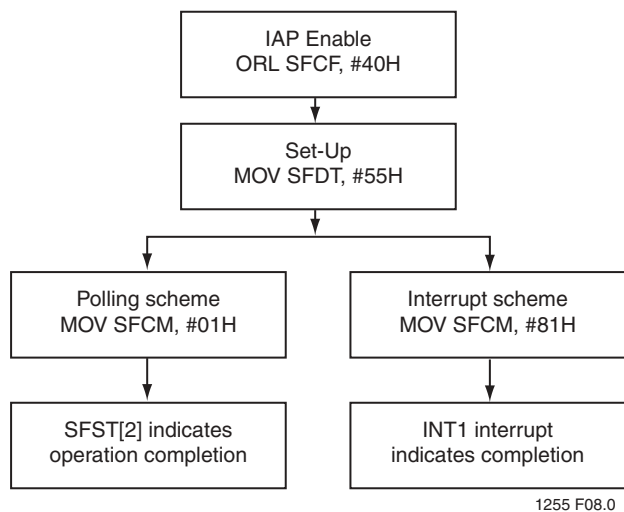 IAP Enable
ORL SFCF, #40H
Set-Up
MOV SFDT, #55H
Polling scheme
MOV SFCM, #01H
Interrupt scheme
MOV SFCM, #81H
SFST[2] indicates
operation completion
INT1 interrupt
indicates completion
1255 F08.0